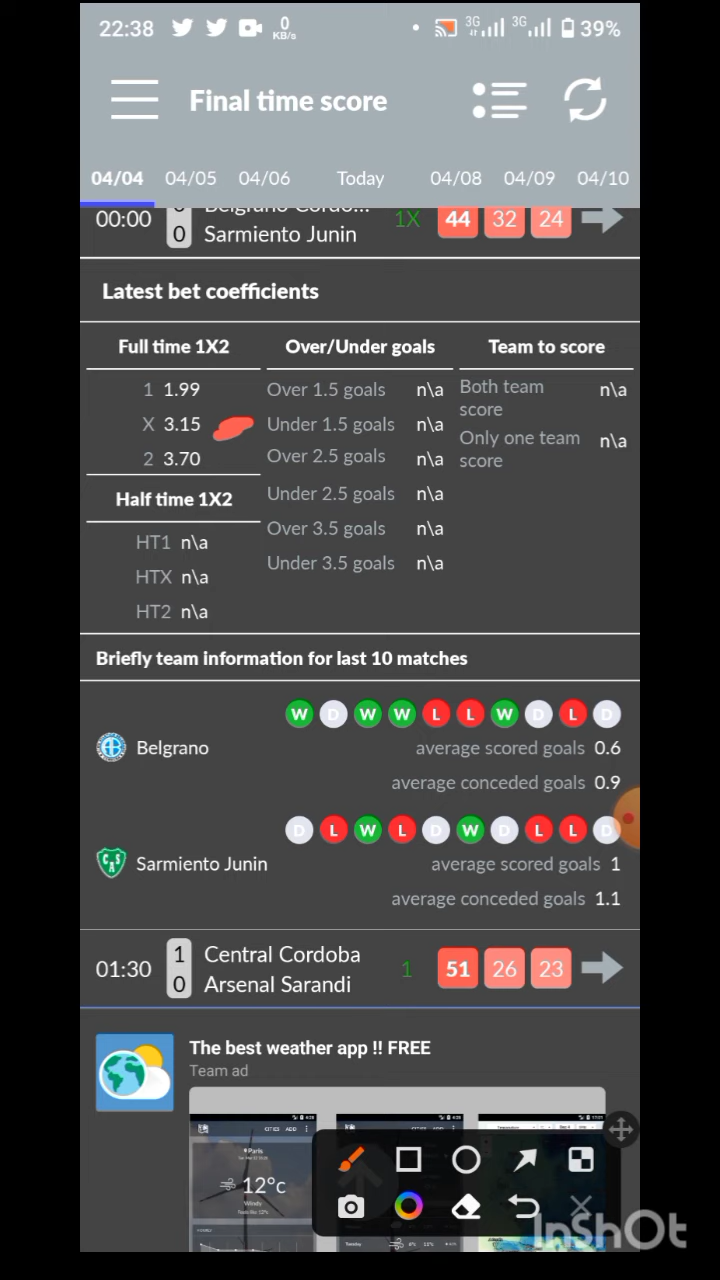 22:38 0 KB/s 3G 3G 39%
Final time score
04/04 04/05 04/06 Today 04/08 04/09 04/10
00:00 0 Belgrano Cordo... 1X 44 32 24
0 Sarmiento Junin
Latest bet coefficients
Full time 1X2 Over/Under goals Team to score
1 1.99 Over 1.5 goals n\a Both team score n\a
X 3.15 Under 1.5 goals n\a Only one team score n\a
2 3.70 Over 2.5 goals n\a
Half time 1X2 Under 2.5 goals n\a
HT1 n\a Over 3.5 goals n\a
HTX n\a Under 3.5 goals n\a
HT2 n\a
Briefly team information for last 10 matches
W D W W L L W D L D
Belgrano average scored goals 0.6
average conceded goals 0.9
D L W L D W D L L D
Sarmiento Junin average scored goals 1
average conceded goals 1.1
01:30 1 Central Cordoba 1 51 26 23
0 Arsenal Sarandi
The best weather app !! FREE
Team ad
CITIES ADD
Paris
12°c
Windy
InShOt